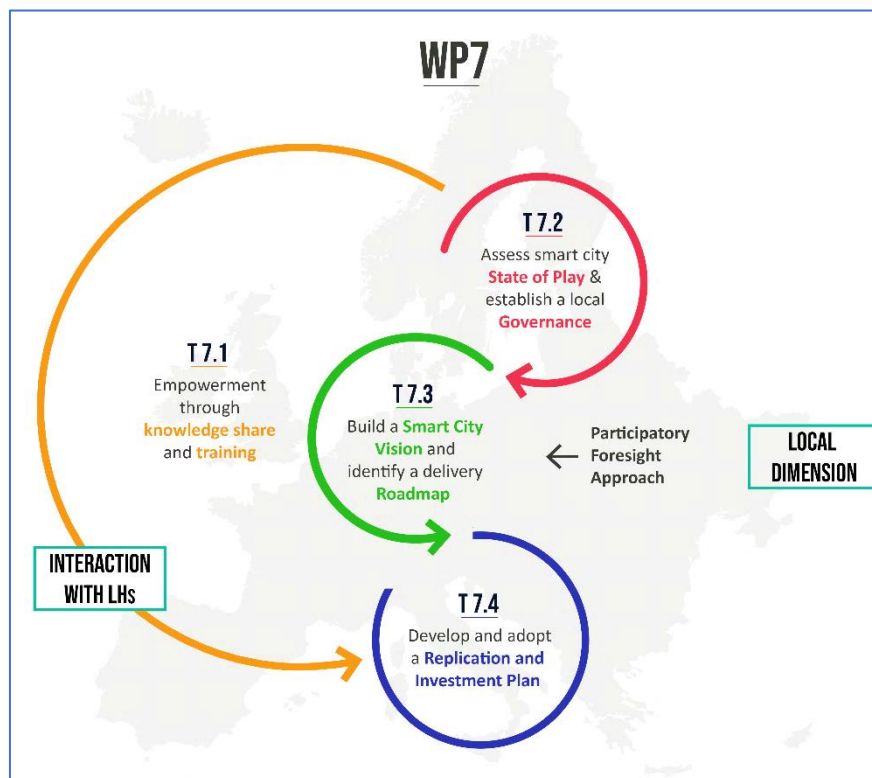 WP7
T 7.2
Assess smart city
State of Play &
establish a local
Governance
T 7.1
Empowerment
through
knowledge share
and training
T 7.3
Build a Smart City
Vision and
identify a delivery
Roadmap
Participatory
Foresight
Approach
LOCAL
DIMENSION
INTERACTION
WITH LHs
T 7.4
Develop and adopt
a Replication and
Investment Plan